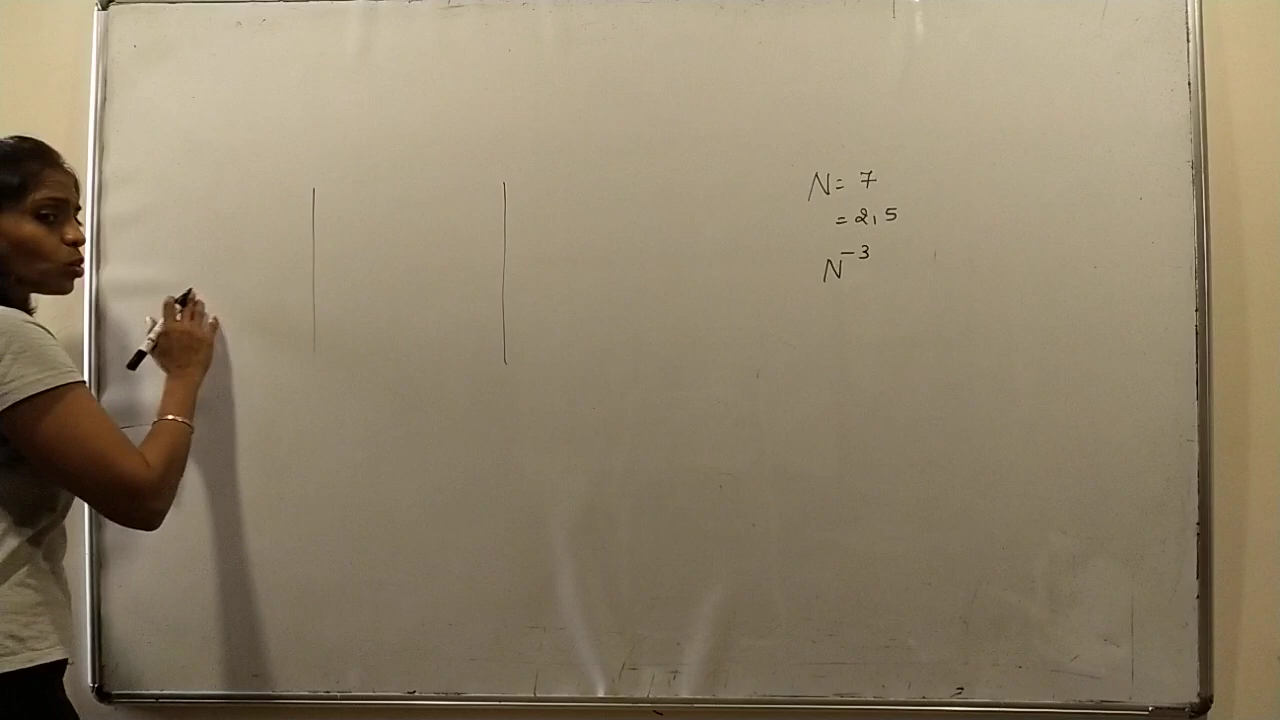 N= 7
= 2, 5
N⁻³